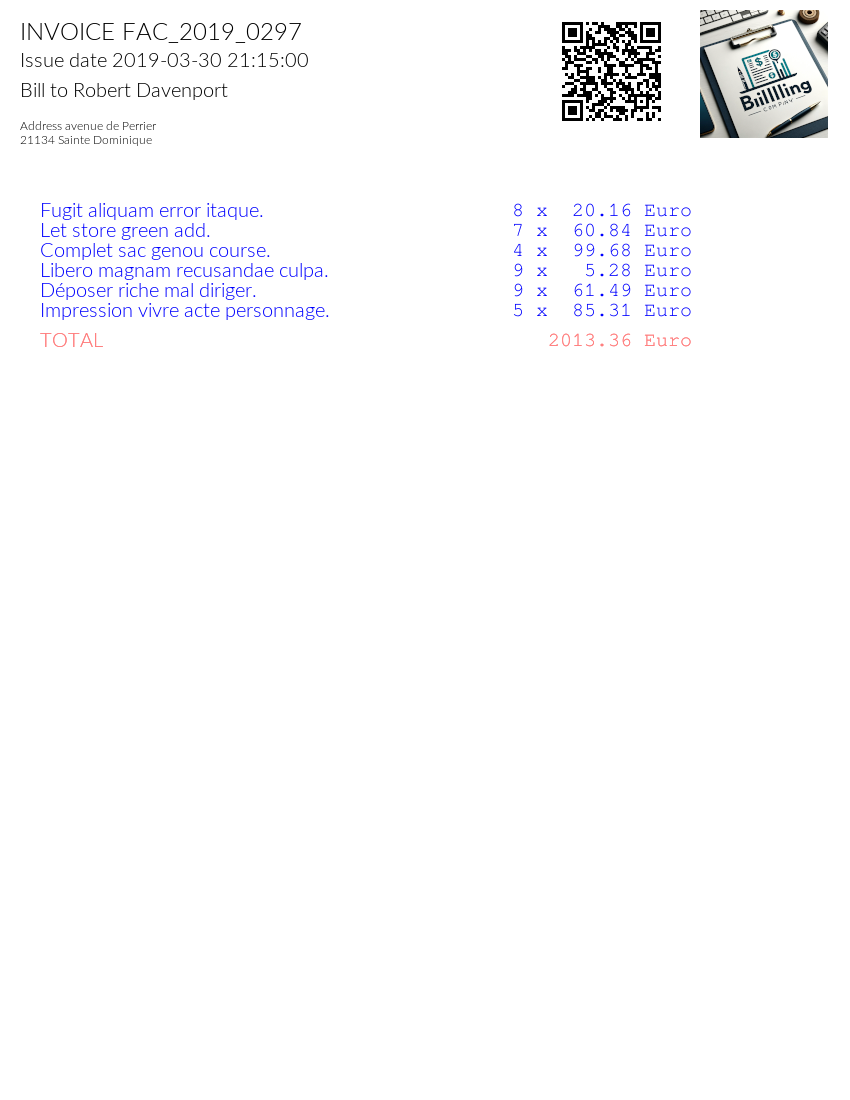 INVOICE FAC_2019_0297
Issue date 2019-03-30 21:15:00
Bill to Robert Davenport
Address avenue de Perrier
21134 Sainte Dominique
Biillling
COMPANY
Fugit aliquam error itaque. 8 x 20.16 Euro
Let store green add. 7 x 60.84 Euro
Complet sac genou course. 4 x 99.68 Euro
Libero magnam recusandae culpa. 9 x 5.28 Euro
Déposer riche mal diriger. 9 x 61.49 Euro
Impression vivre acte personnage. 5 x 85.31 Euro
TOTAL 2013.36 Euro